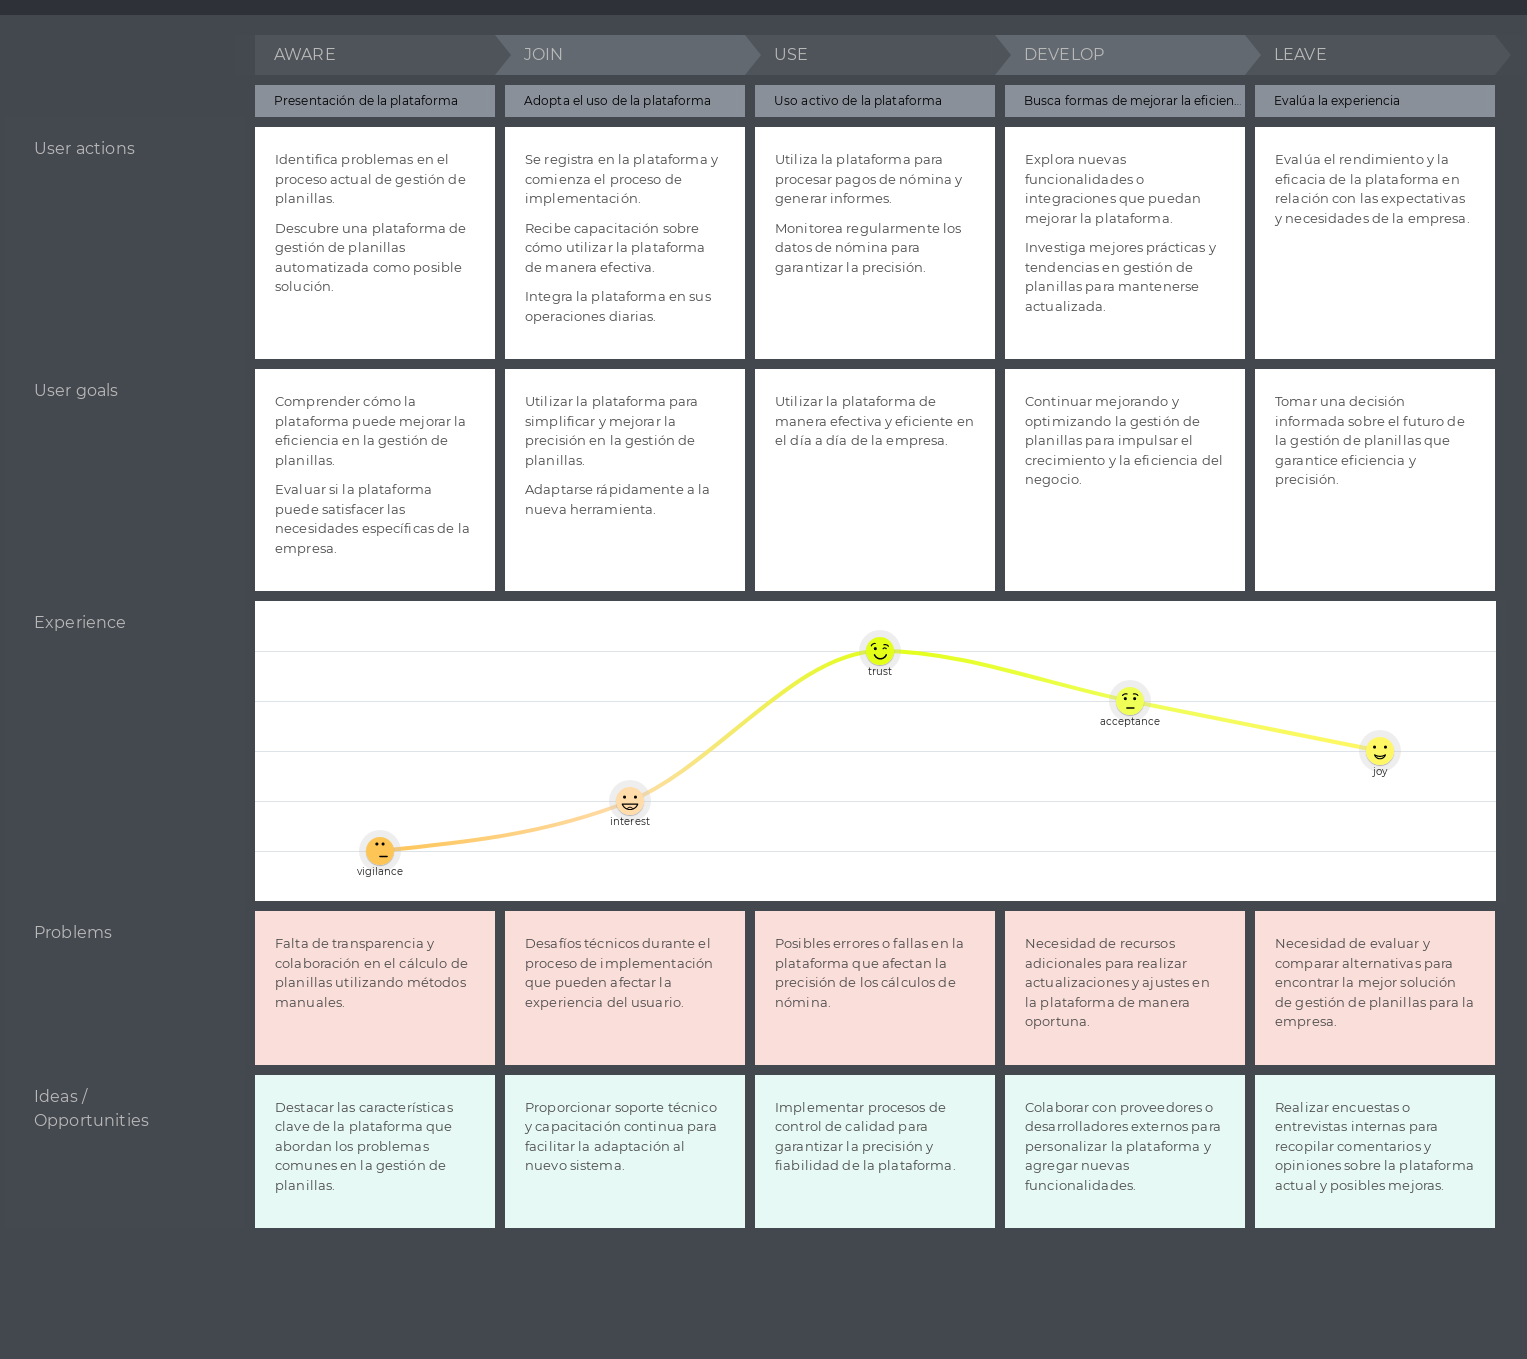 AWARE
JOIN
USE
DEVELOP
LEAVE
Presentación de la plataforma
Adopta el uso de la plataforma
Uso activo de la plataforma
Busca formas de mejorar la eficien...
Evalúa la experiencia
User actions
Identifica problemas en el
proceso actual de gestión de
planillas.
Descubre una plataforma de
gestión de planillas
automatizada como posible
solución.
Se registra en la plataforma y
comienza el proceso de
implementación.
Recibe capacitación sobre
cómo utilizar la plataforma
de manera efectiva.
Integra la plataforma en sus
operaciones diarias.
Utiliza la plataforma para
procesar pagos de nómina y
generar informes.
Monitorea regularmente los
datos de nómina para
garantizar la precisión.
Explora nuevas
funcionalidades o
integraciones que puedan
mejorar la plataforma.
Investiga mejores prácticas y
tendencias en gestión de
planillas para mantenerse
actualizada.
Evalúa el rendimiento y la
eficacia de la plataforma en
relación con las expectativas
y necesidades de la empresa.
User goals
Comprender cómo la
plataforma puede mejorar la
eficiencia en la gestión de
planillas.
Evaluar si la plataforma
puede satisfacer las
necesidades específicas de la
empresa.
Utilizar la plataforma para
simplificar y mejorar la
precisión en la gestión de
planillas.
Adaptarse rápidamente a la
nueva herramienta.
Utilizar la plataforma de
manera efectiva y eficiente en
el día a día de la empresa.
Continuar mejorando y
optimizando la gestión de
planillas para impulsar el
crecimiento y la eficiencia del
negocio.
Tomar una decisión
informada sobre el futuro de
la gestión de planillas que
garantice eficiencia y
precisión.
Experience
vigilance
interest
trust
acceptance
joy
Problems
Falta de transparencia y
colaboración en el cálculo de
planillas utilizando métodos
manuales.
Desafíos técnicos durante el
proceso de implementación
que pueden afectar la
experiencia del usuario.
Posibles errores o fallas en la
plataforma que afectan la
precisión de los cálculos de
nómina.
Necesidad de recursos
adicionales para realizar
actualizaciones y ajustes en
la plataforma de manera
oportuna.
Necesidad de evaluar y
comparar alternativas para
encontrar la mejor solución
de gestión de planillas para la
empresa.
Ideas /
Opportunities
Destacar las características
clave de la plataforma que
abordan los problemas
comunes en la gestión de
planillas.
Proporcionar soporte técnico
y capacitación continua para
facilitar la adaptación al
nuevo sistema.
Implementar procesos de
control de calidad para
garantizar la precisión y
fiabilidad de la plataforma.
Colaborar con proveedores o
desarrolladores externos para
personalizar la plataforma y
agregar nuevas
funcionalidades.
Realizar encuestas o
entrevistas internas para
recopilar comentarios y
opiniones sobre la plataforma
actual y posibles mejoras.